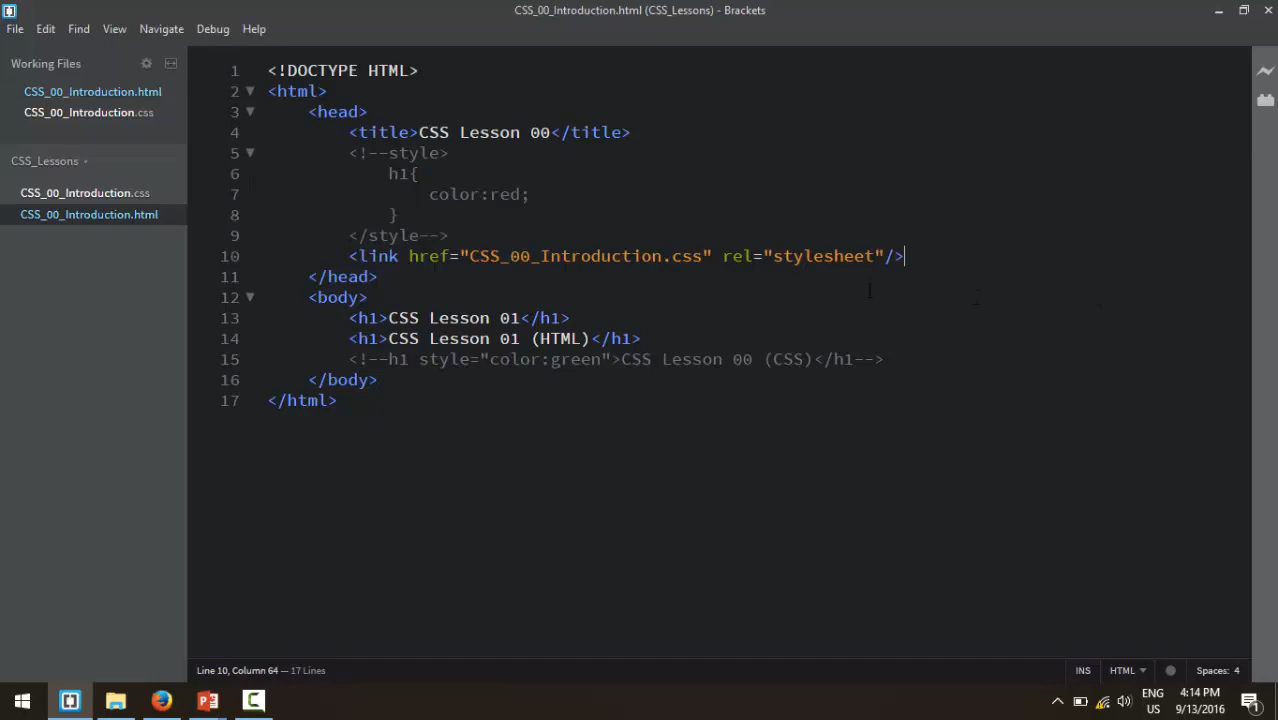 CSS_00_Introduction.html (CSS_Lessons) - Brackets
File Edit Find View Navigate Debug Help
Working Files
CSS_00_Introduction.html
CSS_00_Introduction.css
CSS_Lessons
CSS_00_Introduction.css
CSS_00_Introduction.html
1 <!DOCTYPE HTML>
2 <html>
3 <head>
4 <title>CSS Lesson 00</title>
5 <!--style>
6 h1{
7 color:red;
8 }
9 </style-->
10 <link href="CSS_00_Introduction.css" rel="stylesheet"/>
11 </head>
12 <body>
13 <h1>CSS Lesson 01</h1>
14 <h1>CSS Lesson 01 (HTML)</h1>
15 <!--h1 style="color:green">CSS Lesson 00 (CSS)</h1-->
16 </body>
17 </html>
Line 10, Column 64 — 17 Lines
INS HTML Spaces: 4
ENG 4:14 PM
US 9/13/2016 1